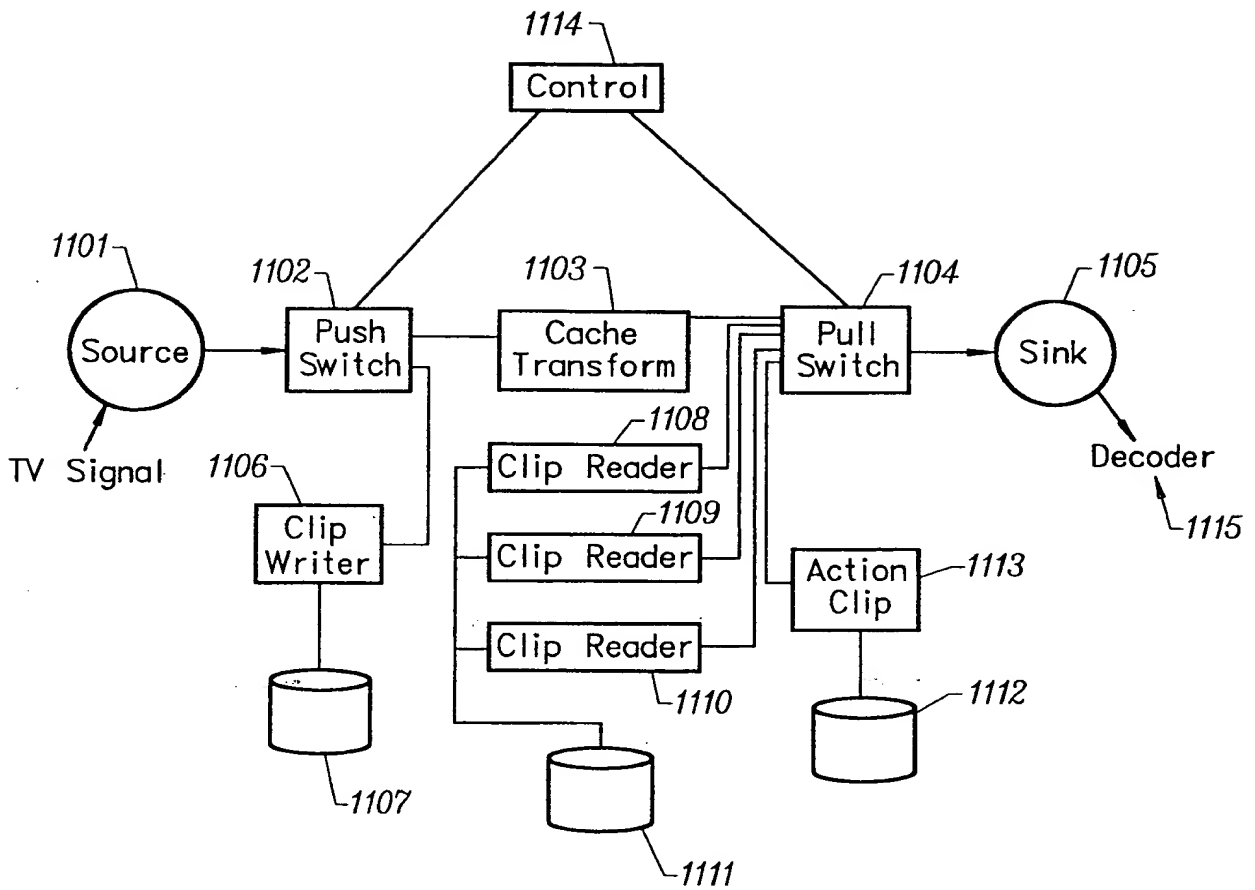 1114
Control
1101
1102
1103
1104
1105
Source
Push
Switch
Cache
Transform
Pull
Switch
Sink
TV Signal
Decoder
1115
1106
Clip
Writer
1108
Clip Reader
1109
Clip Reader
Clip Reader
1110
Action
Clip
1113
1107
1111
1112